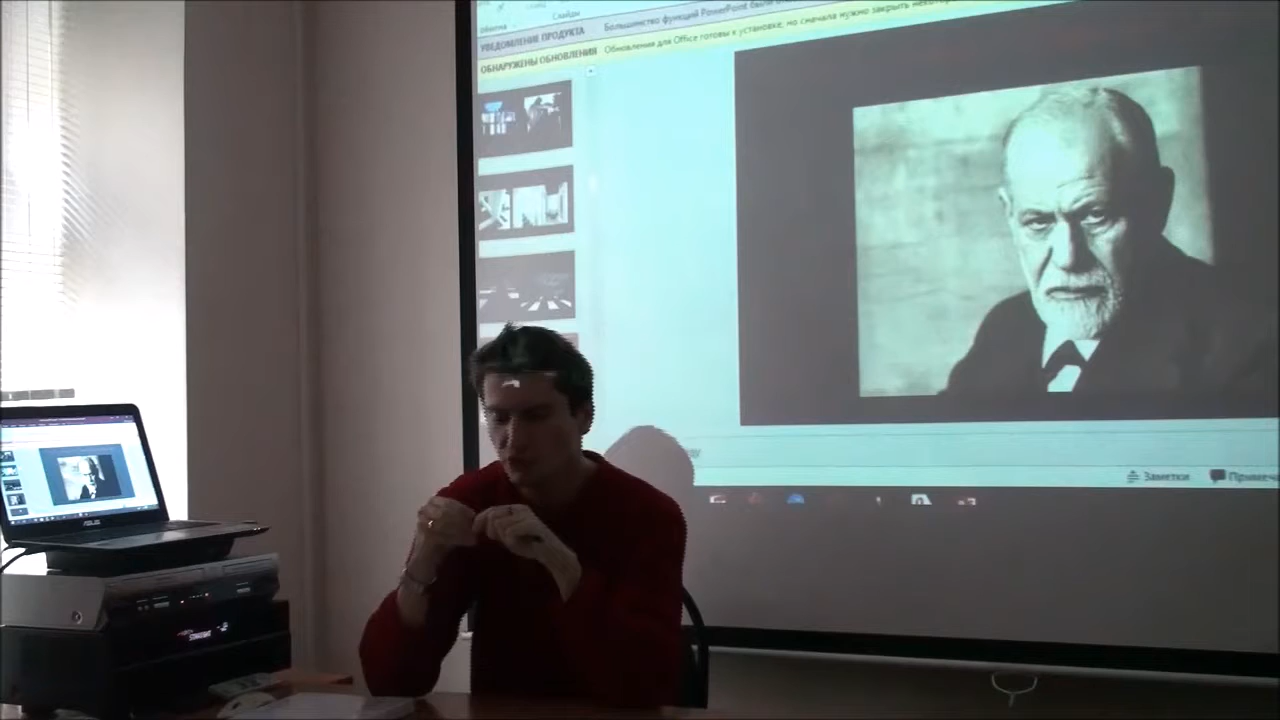 Слайды
УВЕДОМЛЕНИЕ ПРОДУКТА Большинство функций PowerPoint были
ОБНАРУЖЕНЫ ОБНОВЛЕНИЯ Обновления для Office готовы к установке, но сначала нужно закрыть
Заметки Примеч
ASUS